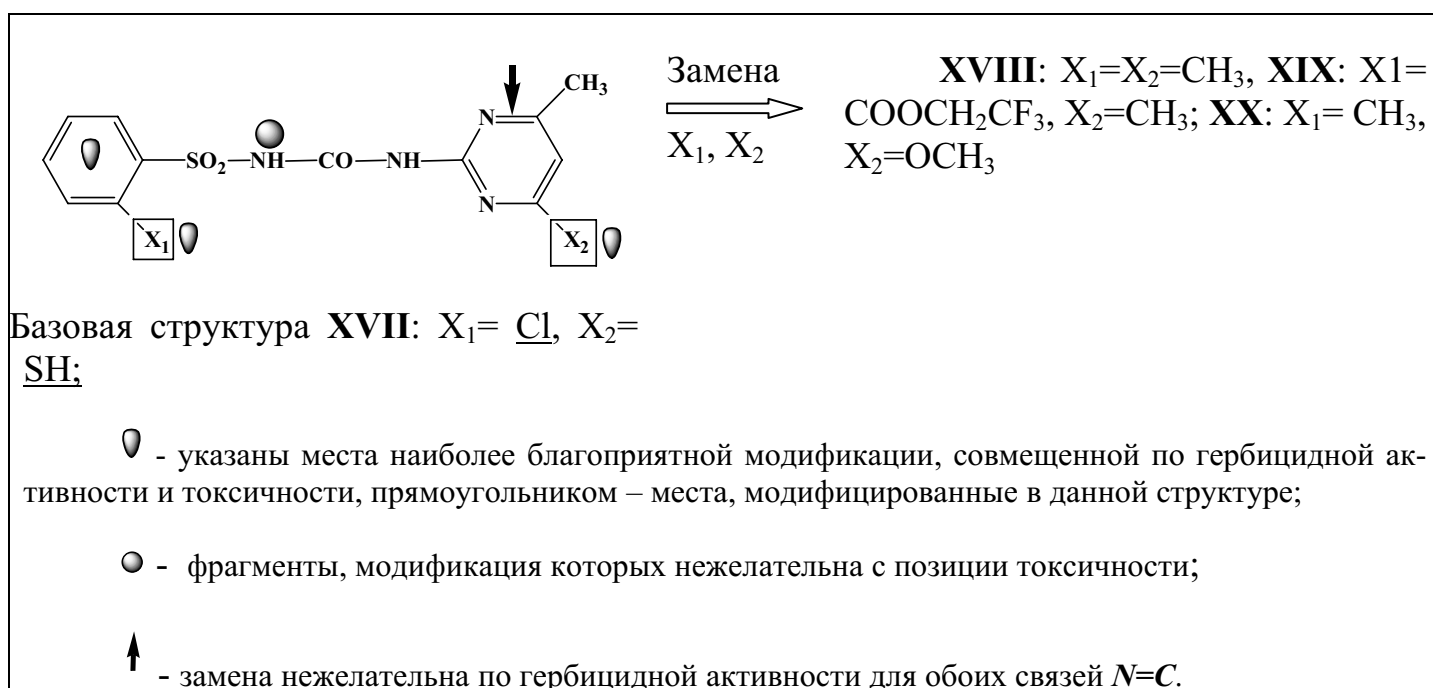 CH₃
N
SO₂—NH—CO—NH
N
X₁
X₂
Замена
X₁, X₂
XVIII: X₁=X₂=CH₃, XIX: X1=
COOCH₂CF₃, X₂=CH₃; XX: X₁= CH₃,
X₂=OCH₃
Базовая структура XVII: X₁= Cl, X₂=
SH;
- указаны места наиболее благоприятной модификации, совмещенной по гербицидной ак-
тивности и токсичности, прямоугольником – места, модифицированные в данной структуре;
- фрагменты, модификация которых нежелательна с позиции токсичности;
- замена нежелательна по гербицидной активности для обоих связей N=C.